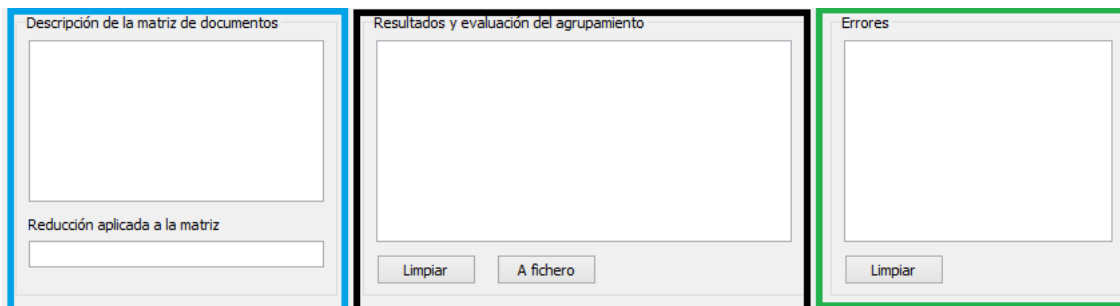 Descripción de la matriz de documentos
Reducción aplicada a la matriz
Resultados y evaluación del agrupamiento
Limpiar
A fichero
Errores
Limpiar